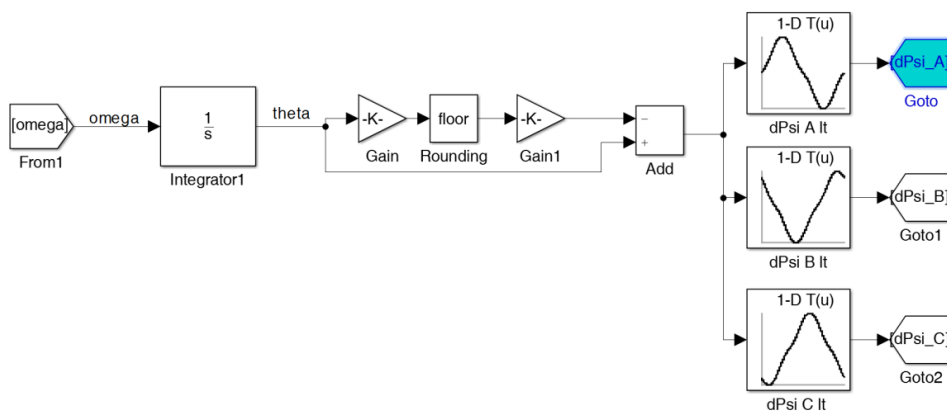 1-D T(u)
[dPsi_A]
Goto
dPsi A lt
[omega]
omega
From1
1
s
Integrator1
theta
-K-
Gain
floor
Rounding
-K-
Gain1
−
+
Add
1-D T(u)
[dPsi_B]
Goto1
dPsi B lt
1-D T(u)
[dPsi_C]
Goto2
dPsi C lt